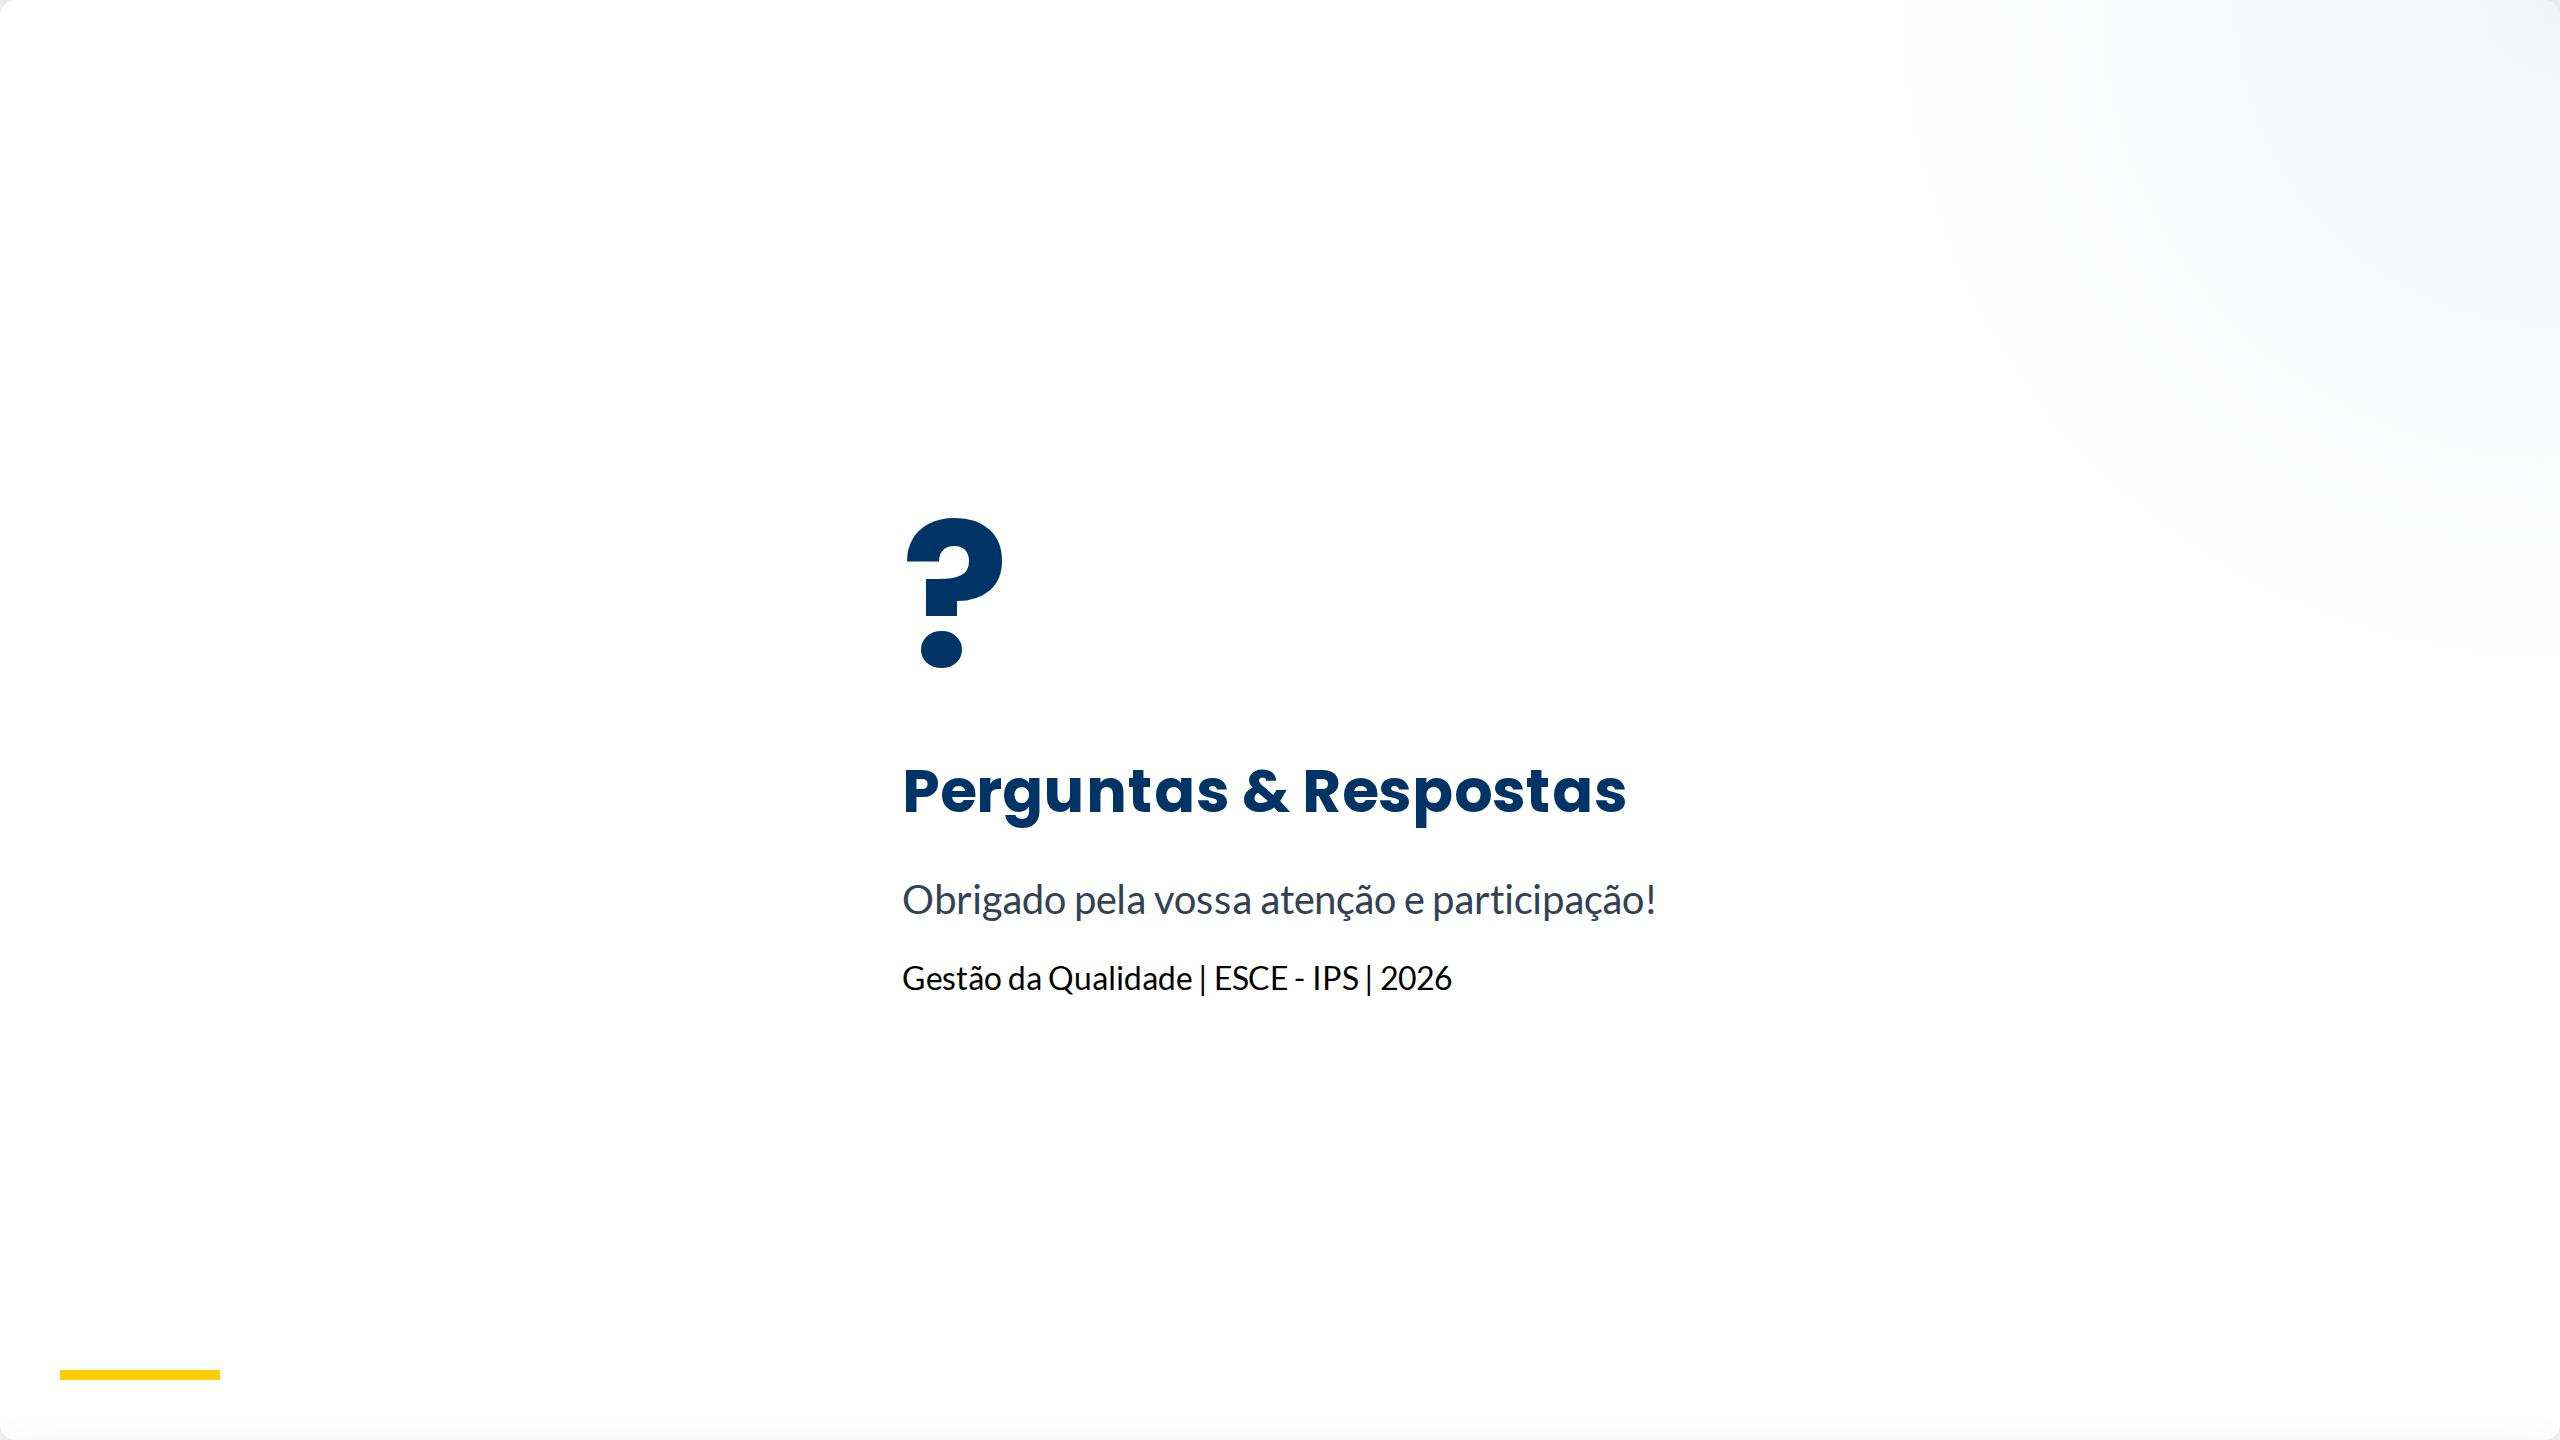 ?
Perguntas & Respostas
Obrigado pela vossa atenção e participação!
Gestão da Qualidade | ESCE - IPS | 2026